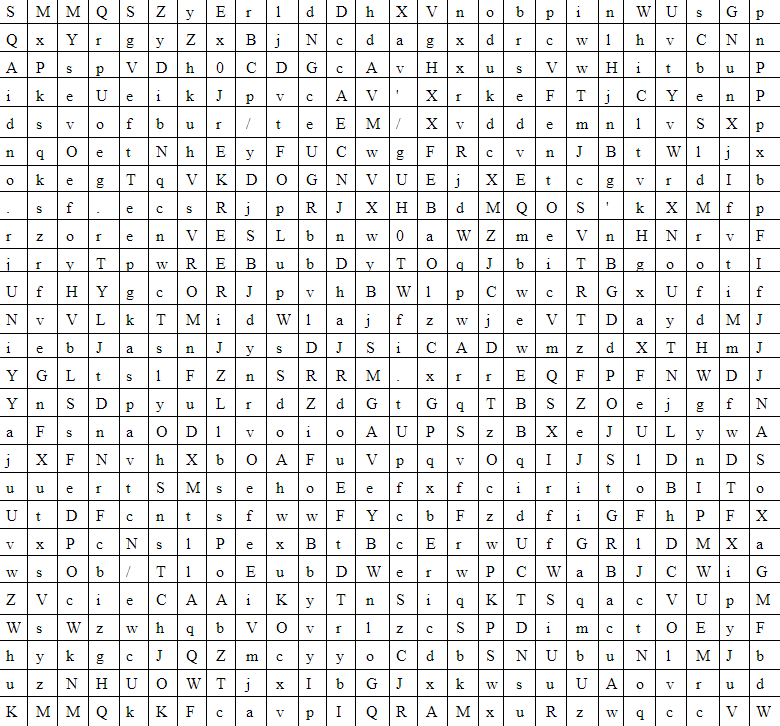 S M M Q S Z y E r l d D h X V n o b p i n W U s G p
Q x Y r g y Z x B j N c d a g x d r c w l h v C N n
A P s p V D h 0 C D G c A v H x u s V w H i t b u P
i k e U e i k J p v c A V ' X r k e F T j C Y e n P
d s v o f b u r / t e E M / X v d d e m n l v S X p
n q O e t N h E y F U C w g F R c v n J B t W l j x
o k e g T q V K D O G N V U E j X E t c g v r d I b
. s f . e c s R j p R J X H B d M Q O S ' k X M f p
r z o r e n V E S L b n w 0 a W Z m e V n H N r v F
j r y T p w R E B u b D y T O q J b i T B g o o t I
U f H Y g c O R J p v h B W l p C w c R G x U f i f
N v V L k T M i d W l a j f z w j e V T D a y d M J
i e b J a s n J y s D J S i C A D w m z d X T H m J
Y G L t s l F Z n S R R M . x r r E Q F P F N W D J
Y n S D p y u L r d Z d G t G q T B S Z O e j g f N
a F s n a O D l v o i o A U P S z B X e J U L y w A
j X F N v h X b O A F u V p q v O q I J S l D n D S
u u e r t S M s e h o E e f x f c i r i t o B I T o
U t D F c n t s f w w F Y c b F z d f i G F h P F X
v x P c N s l P e x B t B c E r w U f G R l D M X a
w s O b / T l o E u b D W e r w P C W a B J C W i G
Z V c i e C A A i K y T n S i q K T S q a c V U p M
W s W z w h q b V O v r l z c S P D i m c t O E y F
h y k g c J Q Z m c y y o C d b S N U b u N l M J b
u z N H U O W T j x I b G J x k w s u U A o v r u d
K M M Q k K F c a v p I Q R A M x u R z w q c c V W